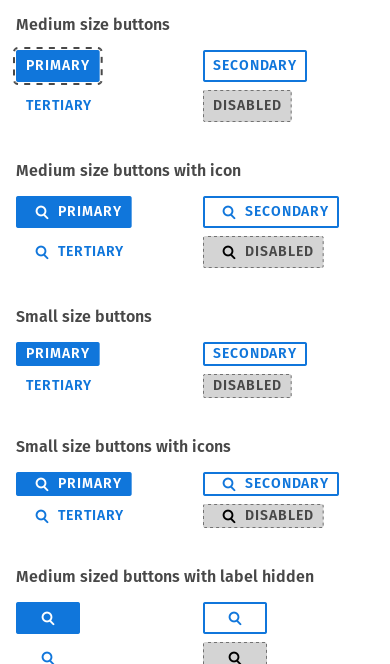 Medium size buttons
PRIMARY
SECONDARY
TERTIARY
DISABLED
Medium size buttons with icon
PRIMARY
SECONDARY
TERTIARY
DISABLED
Small size buttons
PRIMARY
SECONDARY
TERTIARY
DISABLED
Small size buttons with icons
PRIMARY
SECONDARY
TERTIARY
DISABLED
Medium sized buttons with label hidden